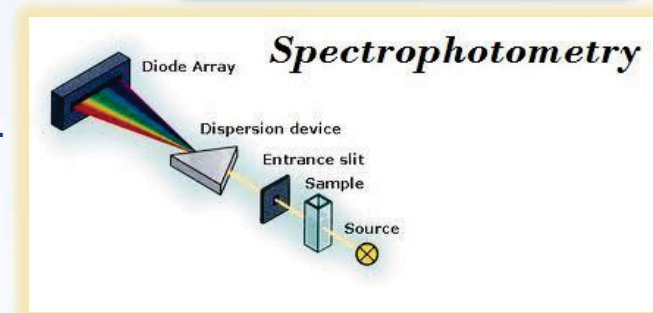 Spectrophotometry
Diode Array
Dispersion device
Entrance slit
Sample
Source